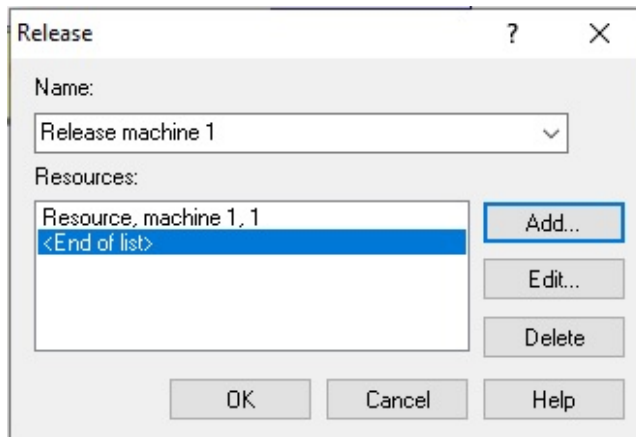 Release
?
Name:
Release machine 1
Resources:
Resource, machine 1, 1
<End of list>
Add...
Edit...
Delete
OK
Cancel
Help